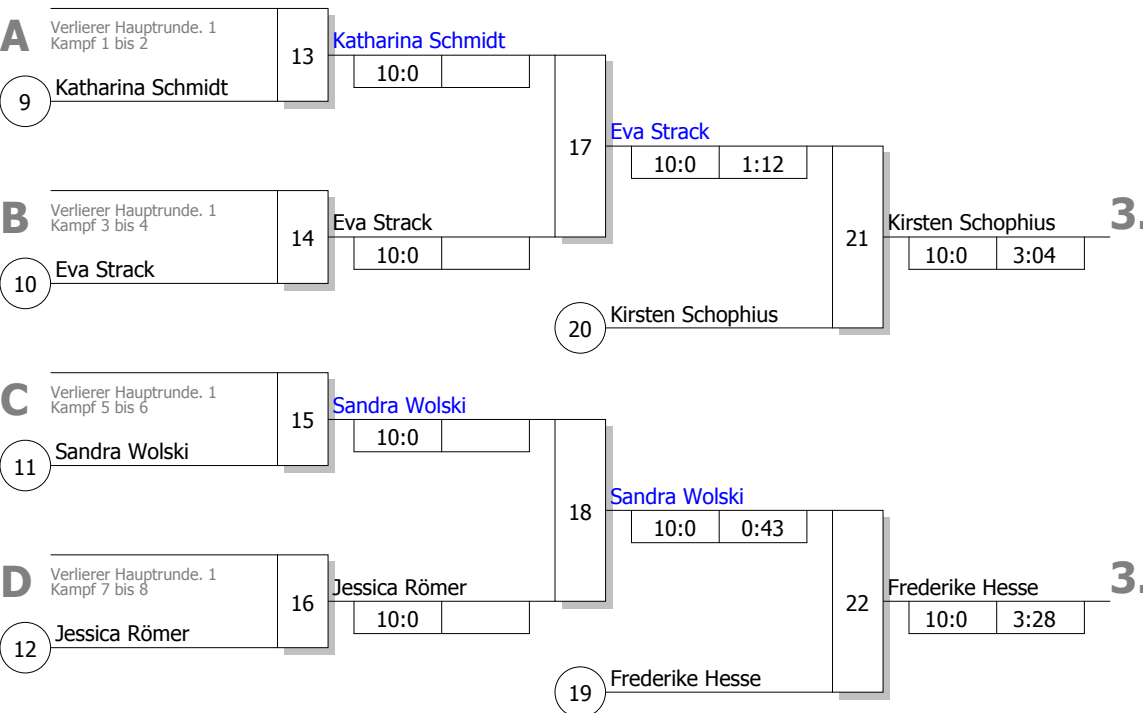 A
Verlierer Hauptrunde. 1
Kampf 1 bis 2
13
Katharina Schmidt
10:0
9
Katharina Schmidt
17
Eva Strack
10:0
1:12
B
Verlierer Hauptrunde. 1
Kampf 3 bis 4
14
Eva Strack
10:0
10
Eva Strack
21
Kirsten Schophius
10:0
3:04
3.
20
Kirsten Schophius
C
Verlierer Hauptrunde. 1
Kampf 5 bis 6
15
Sandra Wolski
10:0
11
Sandra Wolski
18
Sandra Wolski
10:0
0:43
D
Verlierer Hauptrunde. 1
Kampf 7 bis 8
16
Jessica Römer
10:0
12
Jessica Römer
22
Frederike Hesse
10:0
3:28
3.
19
Frederike Hesse